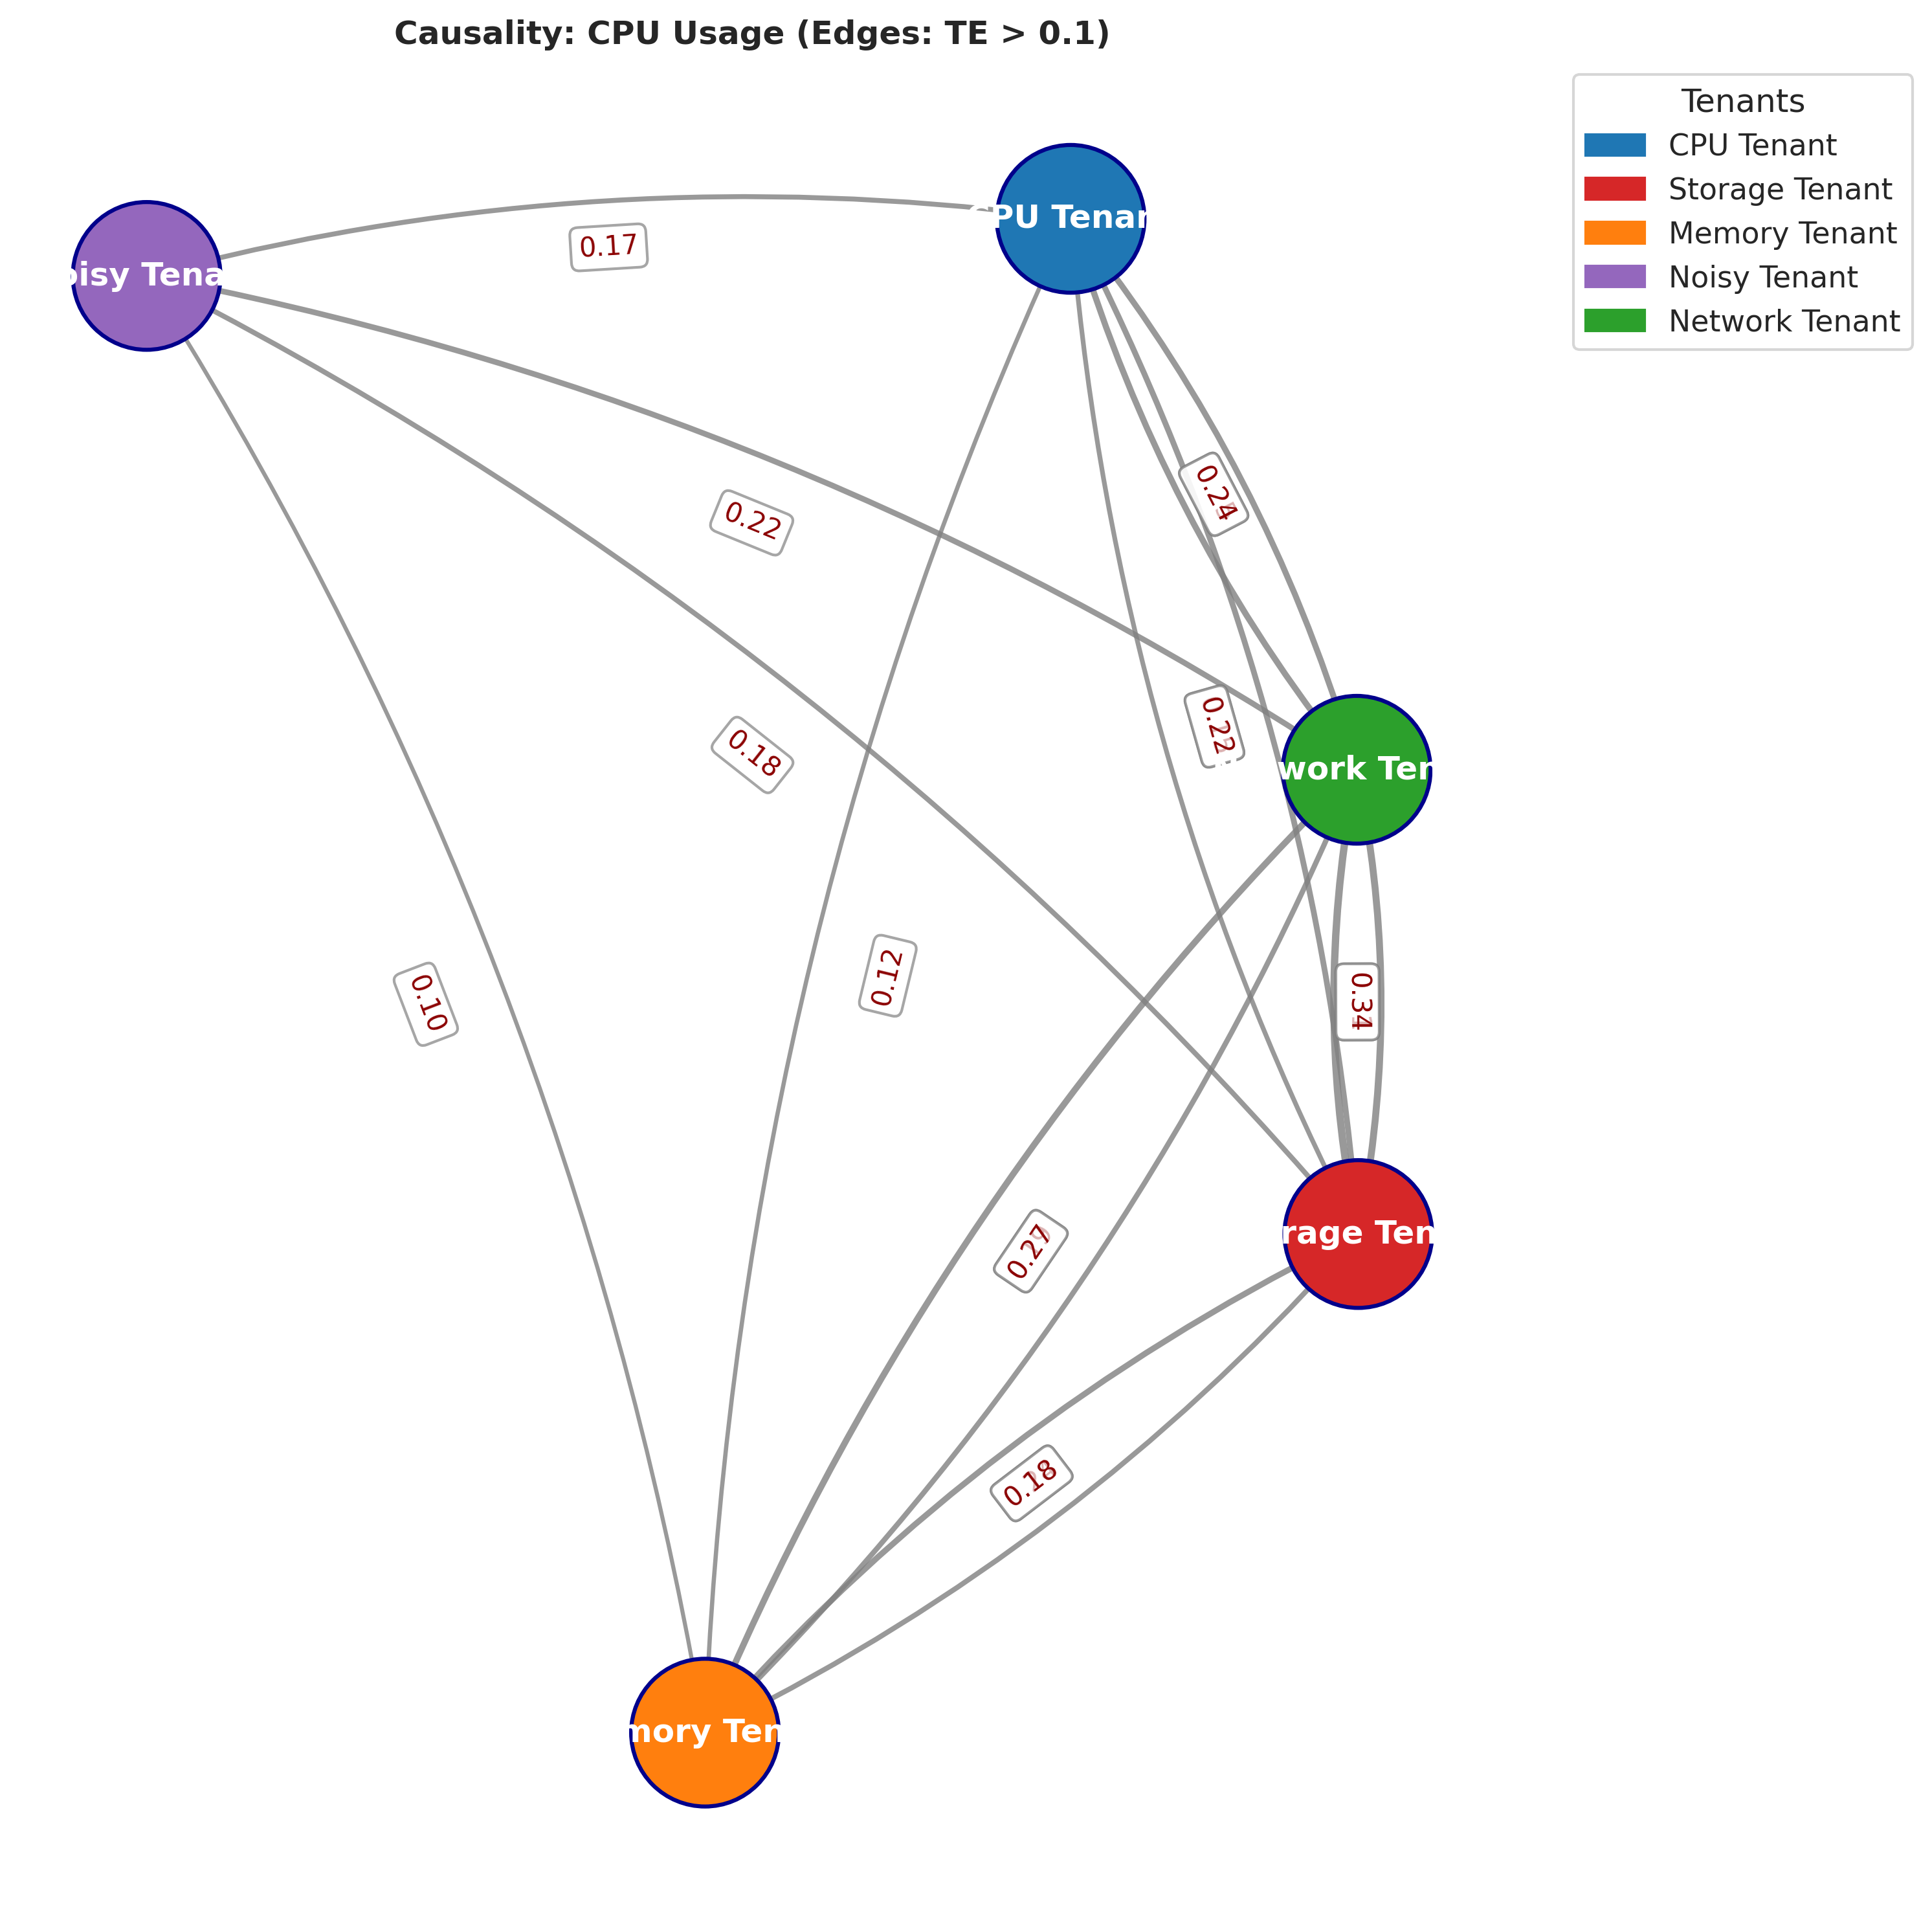 Causality: CPU Usage (Edges: TE > 0.1)
Tenants
CPU Tenant
Storage Tenant
Memory Tenant
Noisy Tenant
Network Tenant
PU Tenan
oisy Tena
0.17
0.24
0.22
0.22
0.18
work Ten
0.12
0.10
0.34
rage Ten
0.27
0.18
mory Ten